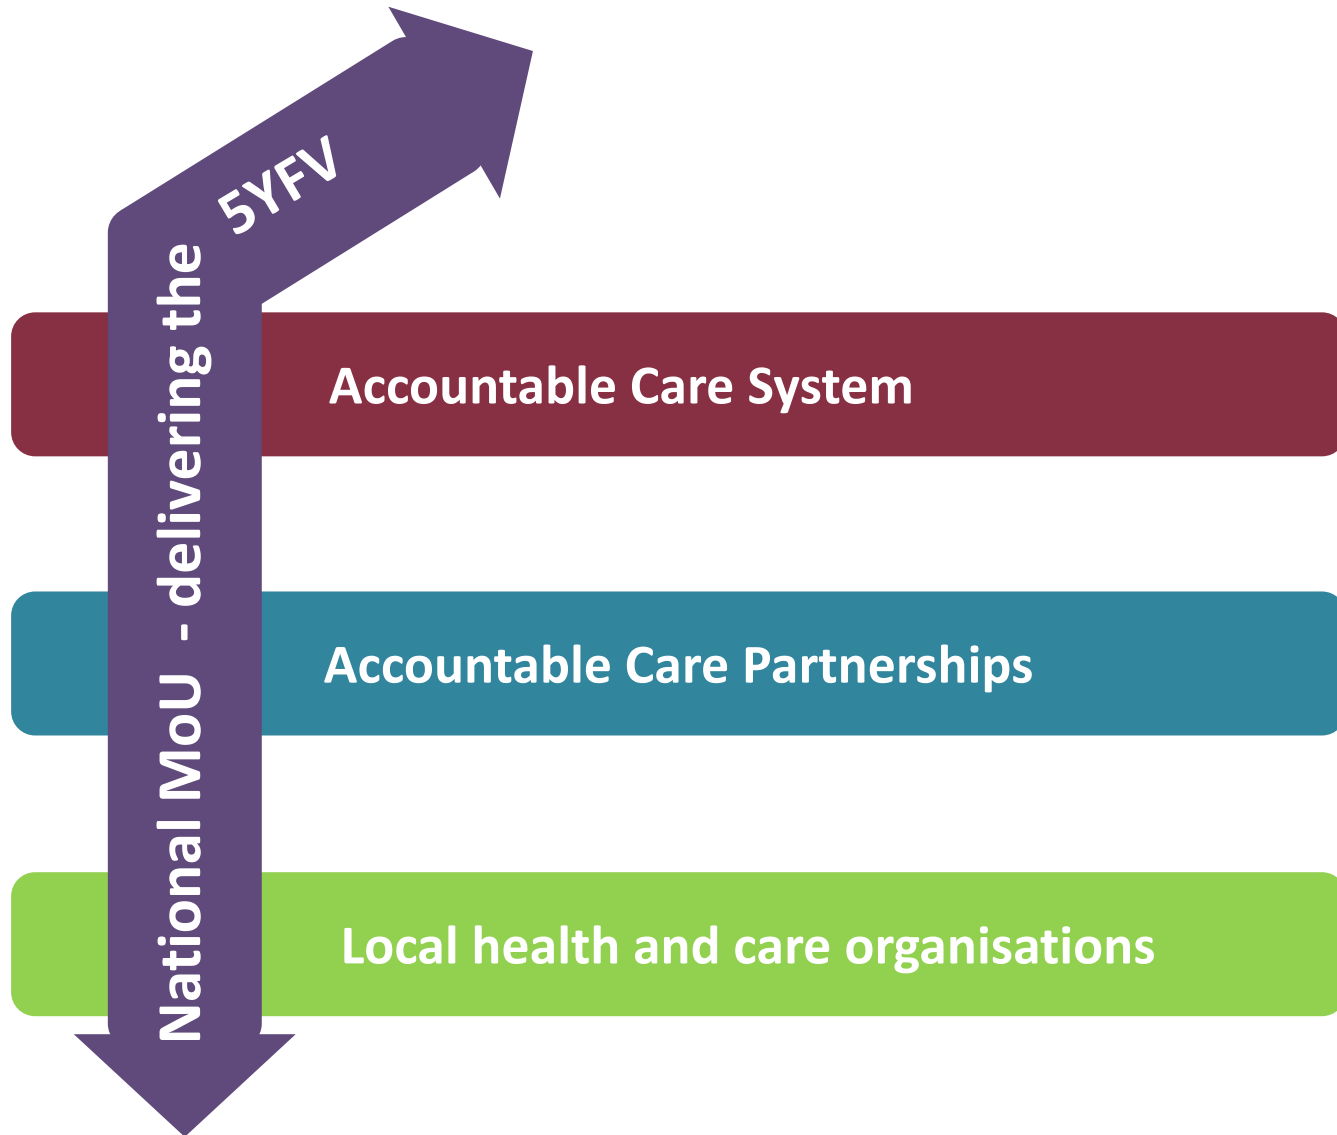 National MoU - delivering the 5YFV
Accountable Care System
Accountable Care Partnerships
Local health and care organisations